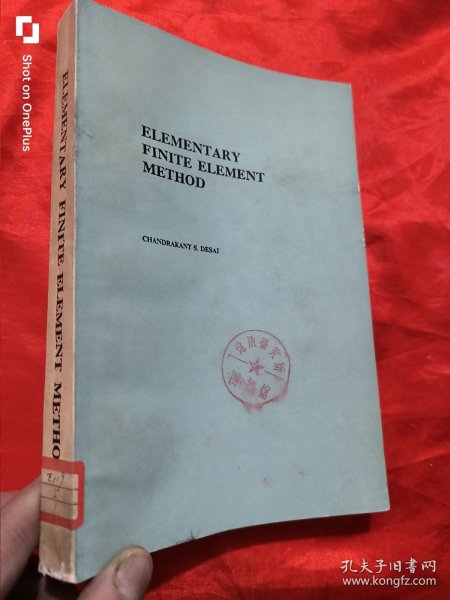 Shot on OnePlus
ELEMENTARY FINITE ELEMENT METHO
ELEMENTARY
FINITE ELEMENT
METHOD
CHANDRAKANT S. DESAI
孔夫子旧书网
www.kongfz.com